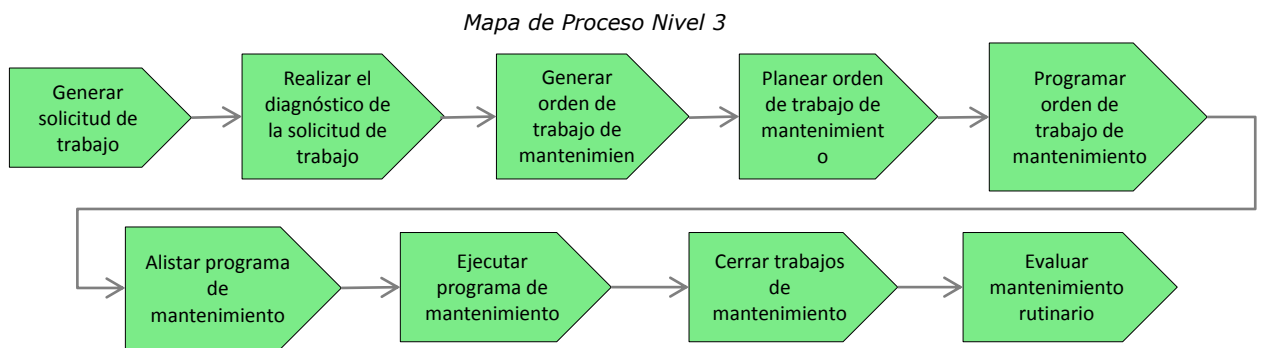 Mapa de Proceso Nivel 3
Generar
solicitud de
trabajo
Realizar el
diagnóstico de
la solicitud de
trabajo
Generar
orden de
trabajo de
mantenimien
Planear orden
de trabajo de
mantenimient
o
Programar
orden de
trabajo de
mantenimiento
Alistar programa
de
mantenimiento
Ejecutar
programa de
mantenimiento
Cerrar trabajos
de
mantenimiento
Evaluar
mantenimiento
rutinario